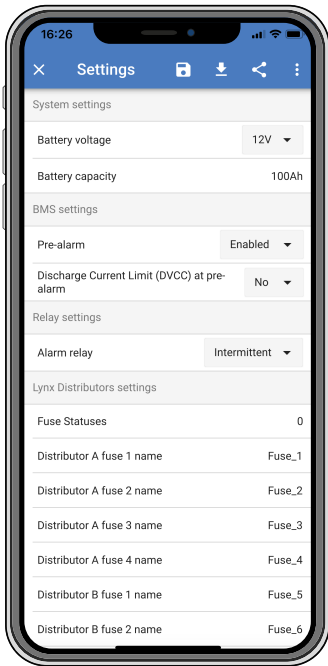 16:26
Settings
System settings
Battery voltage 12V
Battery capacity 100Ah
BMS settings
Pre-alarm Enabled
Discharge Current Limit (DVCC) at pre-
alarm No
Relay settings
Alarm relay Intermittent
Lynx Distributors settings
Fuse Statuses 0
Distributor A fuse 1 name Fuse_1
Distributor A fuse 2 name Fuse_2
Distributor A fuse 3 name Fuse_3
Distributor A fuse 4 name Fuse_4
Distributor B fuse 1 name Fuse_5
Distributor B fuse 2 name Fuse_6